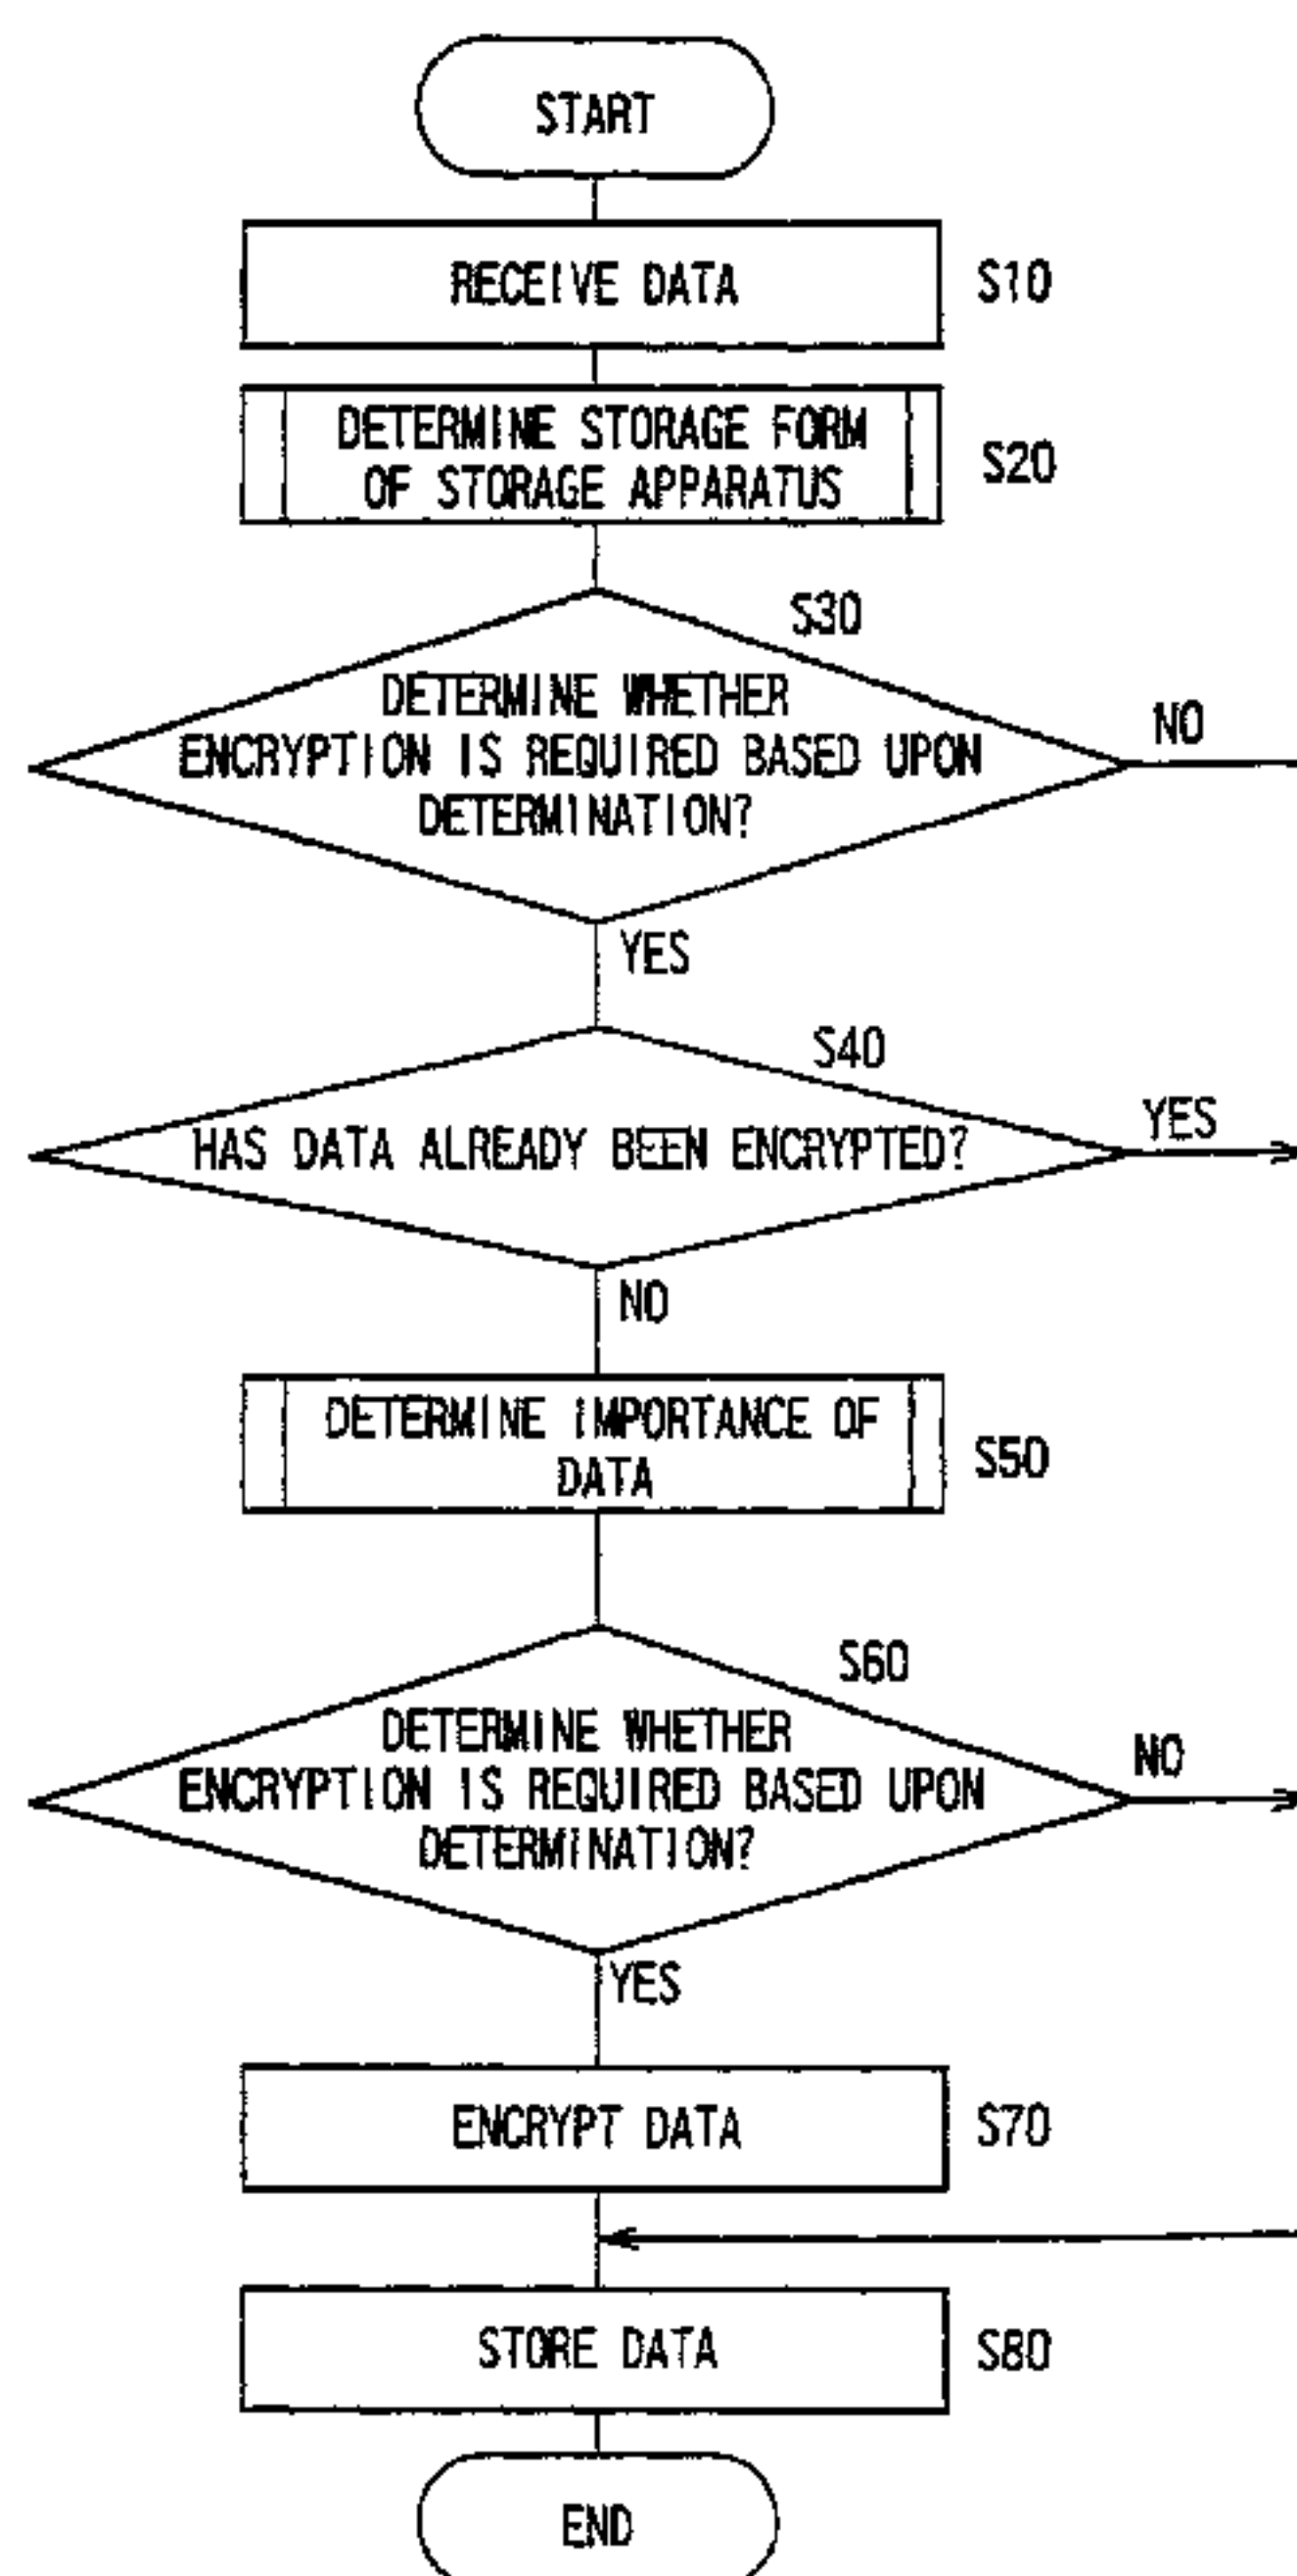 START
RECEIVE DATA
S10
DETERMINE STORAGE FORM
OF STORAGE APPARATUS
S20
S30
DETERMINE WHETHER
ENCRYPTION IS REQUIRED BASED UPON
DETERMINATION?
NO
YES
S40
HAS DATA ALREADY BEEN ENCRYPTED?
YES
NO
DETERMINE IMPORTANCE OF
DATA
S50
S60
DETERMINE WHETHER
ENCRYPTION IS REQUIRED BASED UPON
DETERMINATION?
NO
YES
ENCRYPT DATA
S70
STORE DATA
S80
END